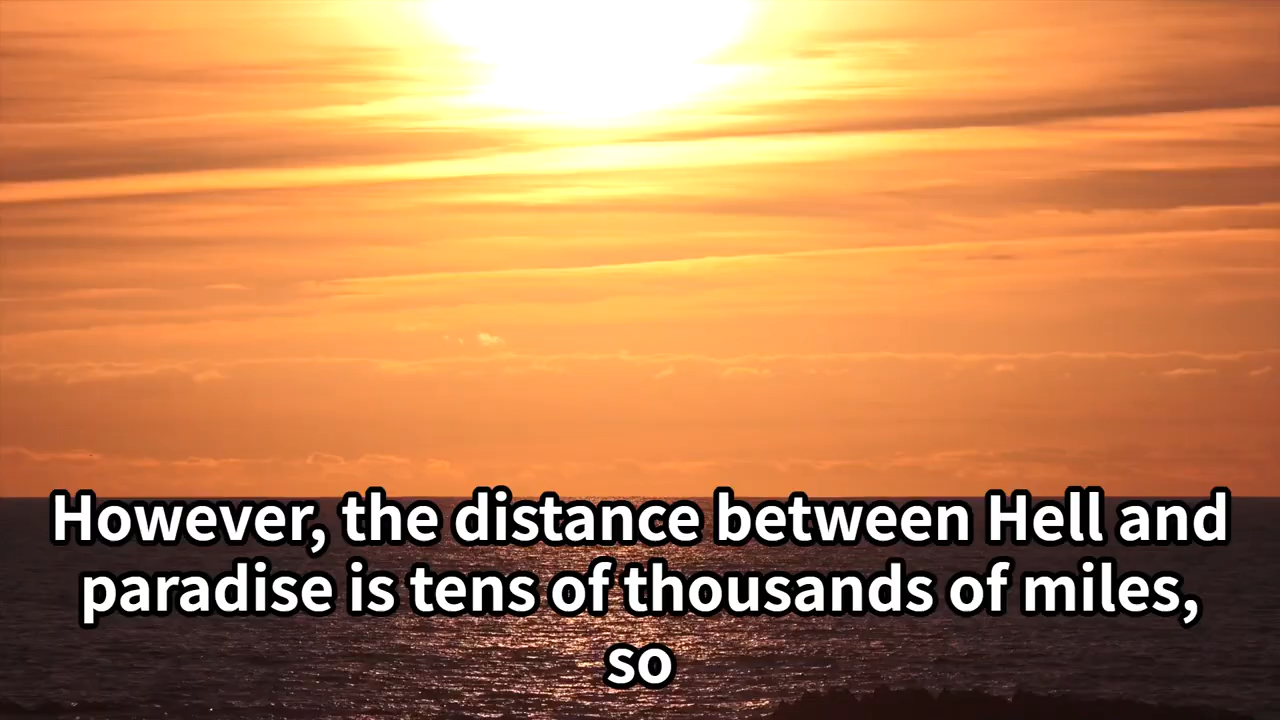 However, the distance between Hell and
paradise is tens of thousands of miles,
so